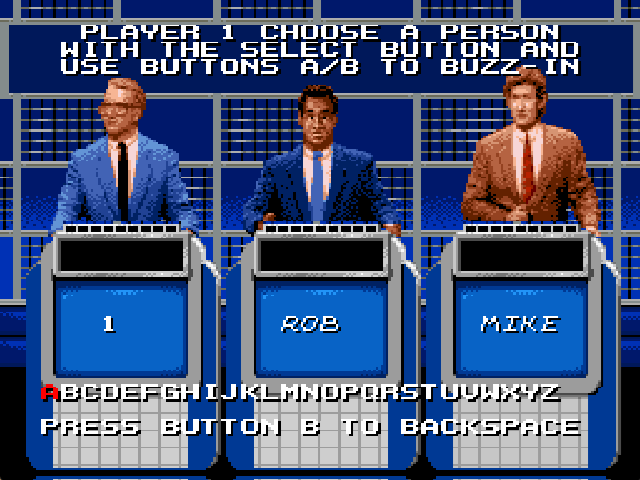 PLAYER 1 CHOOSE A PERSON
WITH THE SELECT BUTTON AND
USE BUTTONS A/B TO BUZZ-IN
1
ROB
MIKE
ABCDEFGHIJKLMNOPQRSTUVWXYZ
PRESS BUTTON B TO BACKSPACE